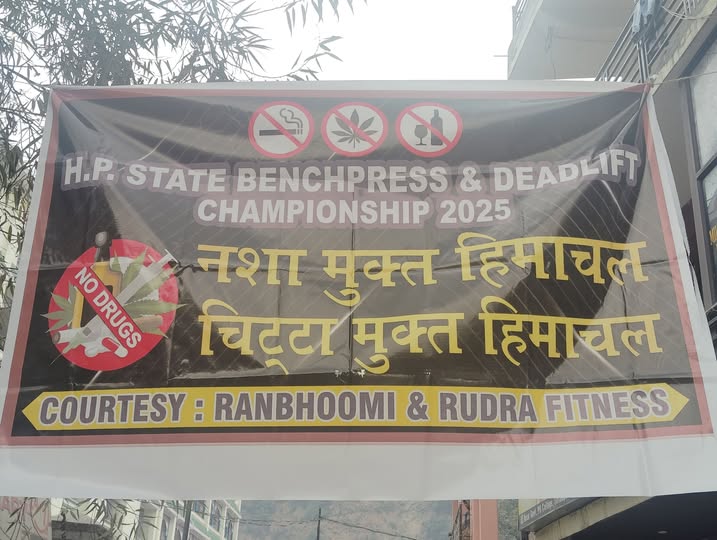 H.P. STATE BENCHPRESS & DEADLIFT
CHAMPIONSHIP 2025
नशा मुक्त हिमाचल
चिट्टा मुक्त हिमाचल
NO DRUGS
COURTESY : RANBHOOMI & RUDRA FITNESS